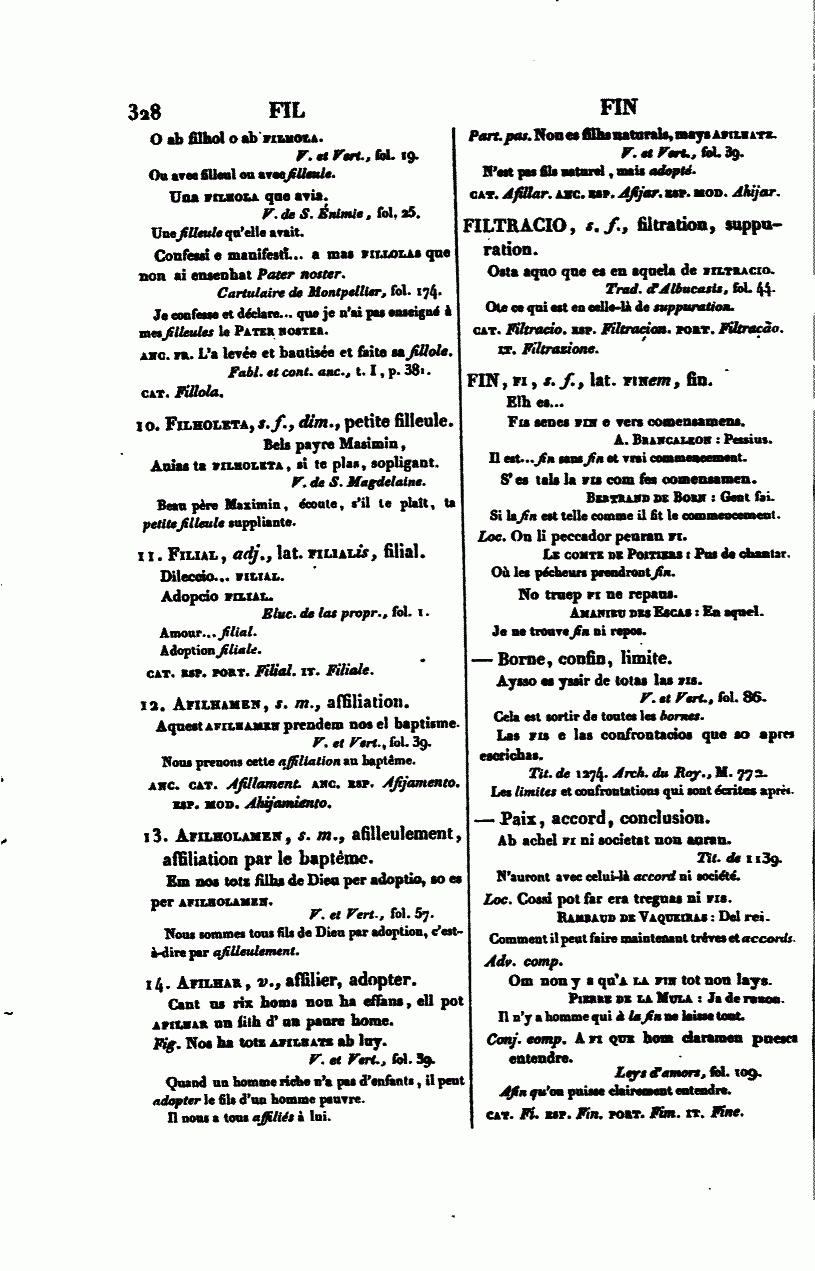 328 FIL FIN
O ab filhol o ab FILHOLA.
V. et Vert., fol. 19.
Ou avec filleul ou avec filleule.
Una FILHOLA que avia.
V. de S. Énimie, fol. 25.
Une filleule qu'elle avait.
Confessi e manifesti... a mas FILLOLAS que
non ai ensenhat Pater noster.
Cartulaire de Montpellier, fol. 174.
Je confesse et déclare... que je n'ai pas enseigné à
mes filleules le PATER NOSTER.
ANC. FR. L'a levée et bautisée et faite sa fillole.
Fabl. et cont. anc., t. I, p. 381.
CAT. Fillola.
10. FILHOLETA, s. f., dim., petite filleule.
Bels payre Masimin,
Aujas ta FILHOLETA, si te plas, sopligant.
V. de S. Magdelaine.
Beau père Maximin, écoute, s'il te plaît, ta
petite filleule suppliante.
11. FILIAL, adj., lat. FILIALis, filial.
Dileccio... FILIAL.
Adopcio FILIAL.
Eluc. de las propr., fol. 1.
Amour... filial.
Adoption filiale.
CAT. ESP. PORT. Filial. IT. Filiale.
12. AFILHAMEN, s. m., affiliation.
Aquest AFILHAMEN prendem nos el baptisme.
V. et Vert., fol. 39.
Nous prenons cette affiliation au baptême.
ANC. CAT. Afillament. ANC. ESP. Afijamento.
ESP. MOD. Ahijamiento.
13. AFILHOLAMEN, s. m., afilleulement,
affiliation par le baptême.
Em nos totz filhs de Dieu per adoptio, so es
per AFILHOLAMEN.
V. et Vert., fol. 57.
Nous sommes tous fils de Dieu par adoption, c'est-
à-dire par afilleulement.
14. AFILHAR, v., affilier, adopter.
Cant us rix homs non ha effans, ell pot
AFILHAR un filh d'un paure home.
Fig. Nos ha totz AFILHATZ ab luy.
V. et Vert., fol. 39.
Quand un homme riche n'a pas d'enfants, il peut
adopter le fils d'un homme pauvre.
Il nous a tous affiliés à lui.
Part. pas. Non es filhs naturals, mays AFILHATZ.
V. et Vert., fol. 39.
N'est pas fils naturel, mais adopté.
CAT. Afillar. ANC. ESP. Afijar. ESP. MOD. Ahijar.
FILTRACIO, s. f., filtration, suppu-
ration.
Osta aquo que es en aquela de FILTRACIO.
Trad. d'Albucasis, fol. 44.
Ote ce qui est en celle-là de suppuration.
CAT. Filtracio. ESP. Filtracion. PORT. Filtração.
IT. Filtrazione.
FIN, FI, s. f., lat. FINem, fin.
Elh es...
FIS senes FIN e vers comensamens.
A. BRANCALEON : Pessius.
Il est... fin sans fin et vrai commencement.
S'es tals la FIS com fes comensamen.
BERTRAND DE BORN : Gent fai.
Si la fin est telle comme il fit le commencement.
Loc. On li peccador penran FI.
LE COMTE DE POITIERS : Pus de chantar.
Où les pécheurs prendront fin.
No truep FI ne repaus.
AMANIEU DES ESCAS : En aquel.
Je ne trouve fin ni repos.
— Borne, confin, limite.
Aysso es yssir de totas las FIS.
V. et Vert., fol. 86.
Cela est sortir de toutes les bornes.
Las FIS e las confrontacios que so apres
escrichas.
Tit. de 1274. Arch. du Roy., M. 772.
Les limites et confrontations qui sont écrites après.
— Paix, accord, conclusion.
Ab achel FI ni societat non auran.
Tit. de 1139.
N'auront avec celui-là accord ni société.
Loc. Cossi pot far era treguas ni FIS.
RAMBAUD DE VAQUEIRAS : Del rei.
Comment il peut faire maintenant trêves et accords.
Adv. comp.
Om non y a qu'A LA FIN tot non lays.
PIERRE DE LA MULA : Ja de razon.
Il n'y a homme qui à la fin ne laisse tout.
Conj. comp. A FI QUE hom claramen puesca
entendre.
Leys d'amors, fol. 109.
Afin qu'on puisse clairement entendre.
CAT. Fi. ESP. Fin. PORT. Fim. IT. Fine.